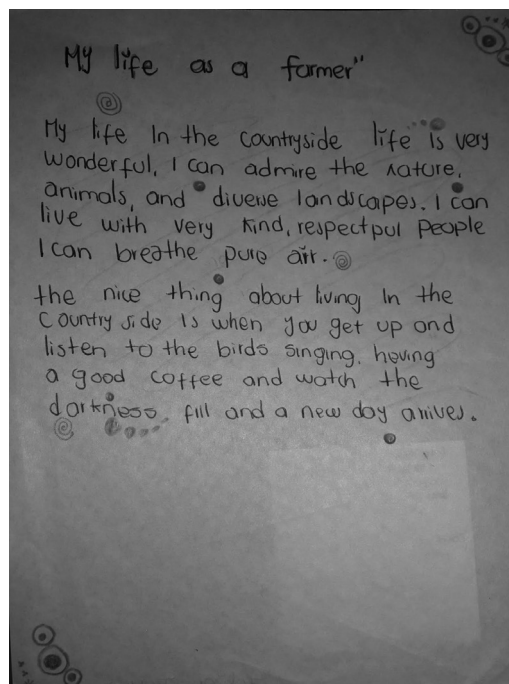 My life as a farmer"
My life In the countryside life is very
wonderful, I can admire the nature,
animals, and diverse landscapes. I can
live with very kind, respectpul people
I can breathe pure air.
the nice thing about living In the
Country side Is when you get up and
listen to the birds singing, having
a good coffee and watch the
darkness, fill and a new day arrives.